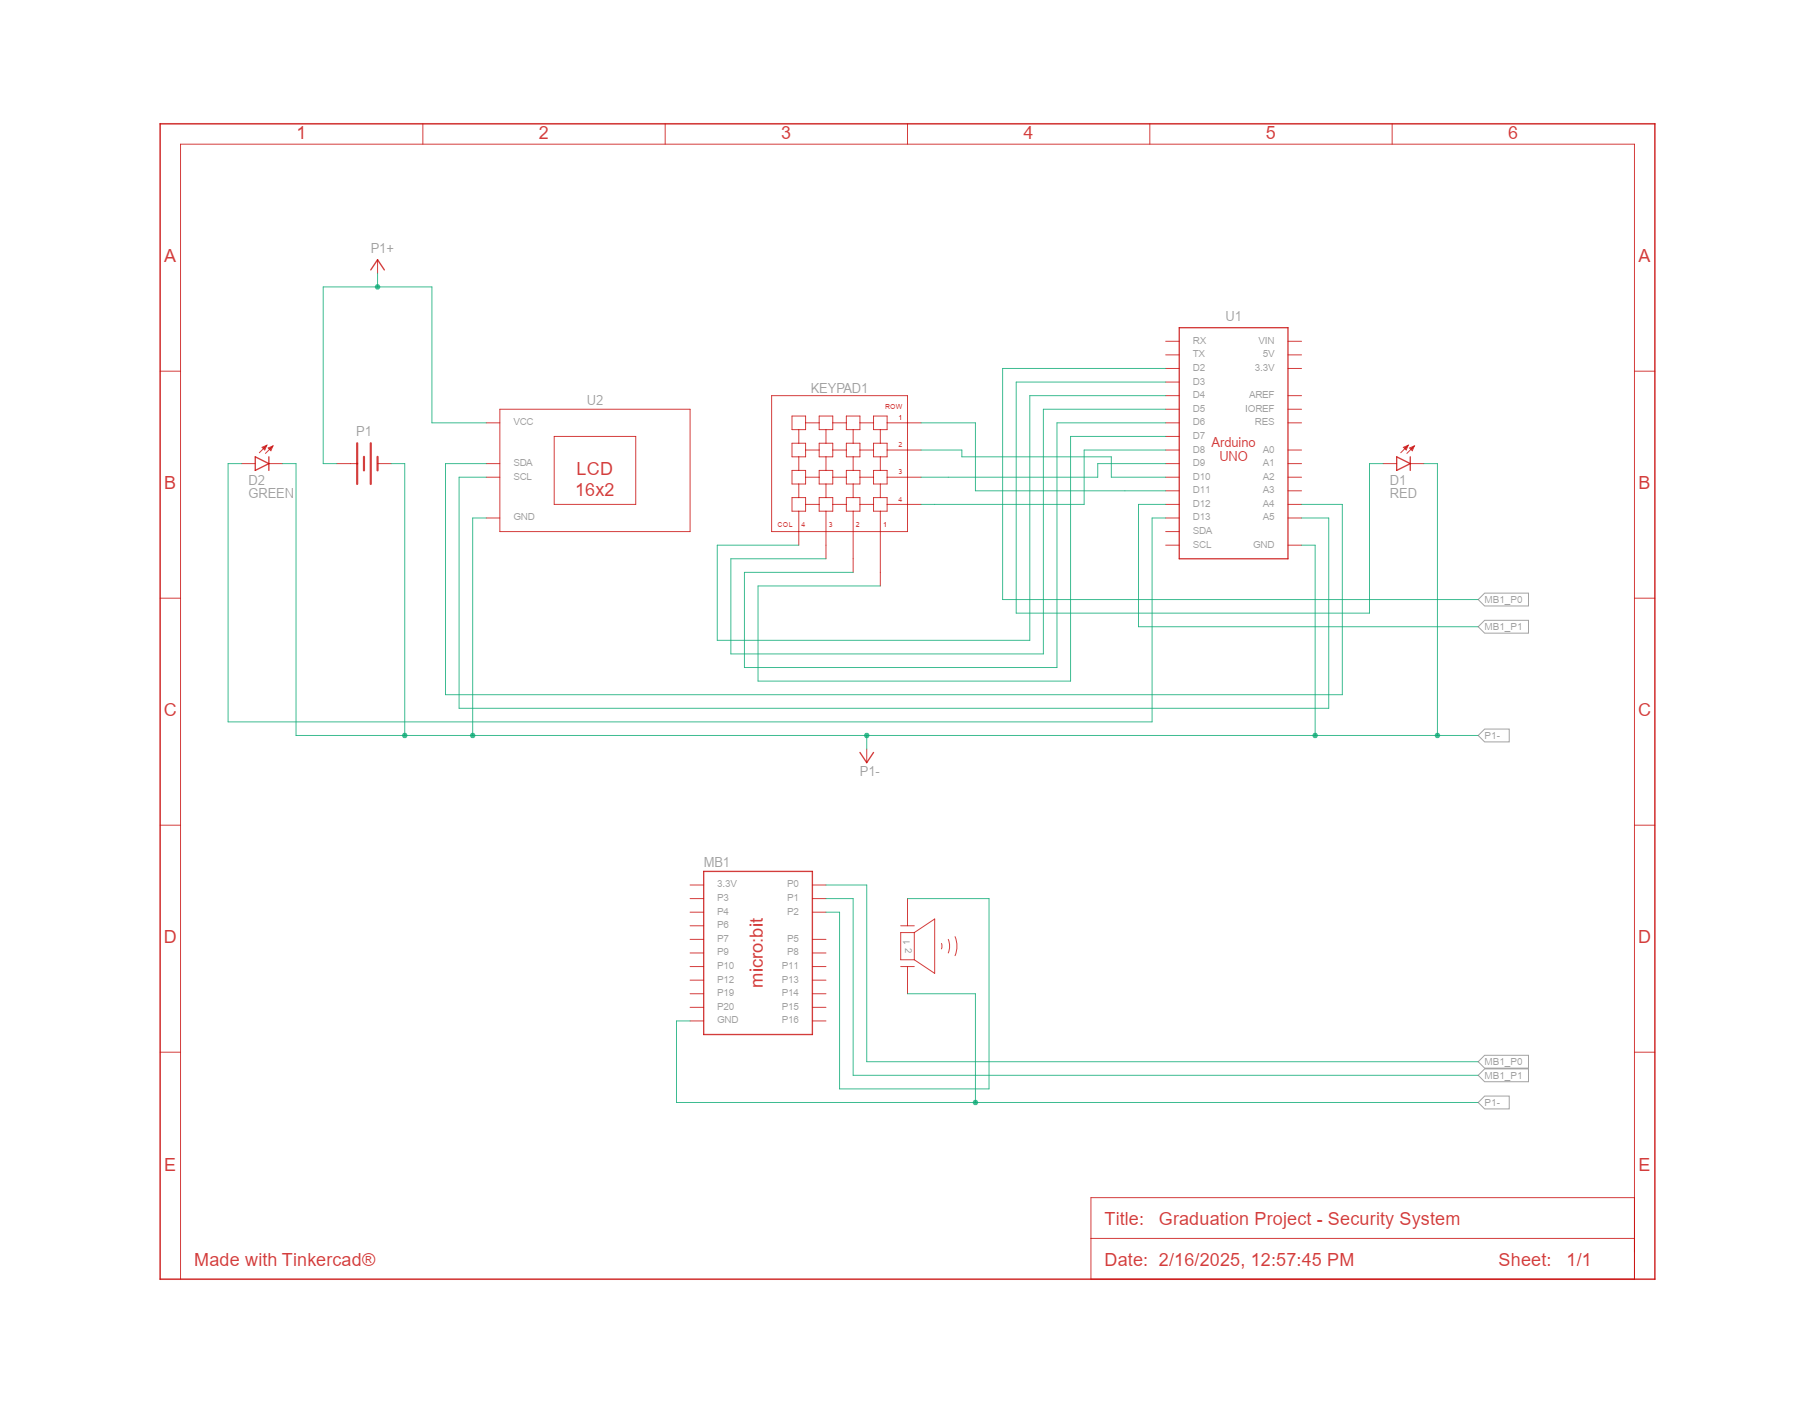 1 2 3 4 5 6
A A
P1+
U1
RX VIN
TX 5V
D2 3.3V
D3
D4 AREF
D5 IOREF
D6 RES
D7
D8 A0
D9 A1
D10 A2
D11 A3
D12 A4
D13 A5
SDA
SCL GND
Arduino
UNO
KEYPAD1
ROW
1
2
3
4
COL 4 3 2 1
U2
VCC
SDA
SCL
GND
LCD
16x2
P1
B B
D2
GREEN
D1
RED
MB1_P0
MB1_P1
C C
P1-
P1-
MB1
3.3V P0
P3 P1
P4 P2
P6
P7 P5
P9 P8
P10 P11
P12 P13
P19 P14
P20 P15
GND P16
micro:bit
1
2
D D
MB1_P0
MB1_P1
P1-
E E
Title: Graduation Project - Security System
Made with Tinkercad®
Date: 2/16/2025, 12:57:45 PM Sheet: 1/1